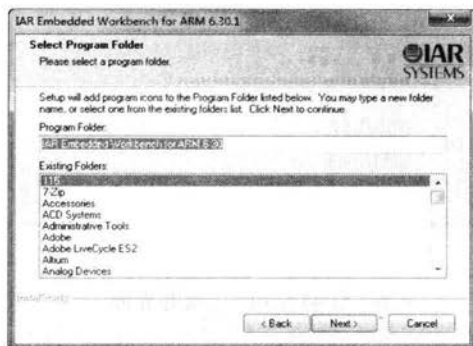 IAR Embedded Workbench for ARM 6.30.1
Select Program Folder
Please select a program folder.
IAR
SYSTEMS
Setup will add program icons to the Program Folder listed below. You may type a new folder
name, or select one from the existing folders list. Click Next to continue.
Program Folder:
IAR Embedded Workbench for ARM 6.30
Existing Folders:
115
7-Zip
Accessories
ACD Systems
Administrative Tools
Adobe
Adobe LiveCycle ES2
Album
Analog Devices
InstallShield
< Back
Next >
Cancel